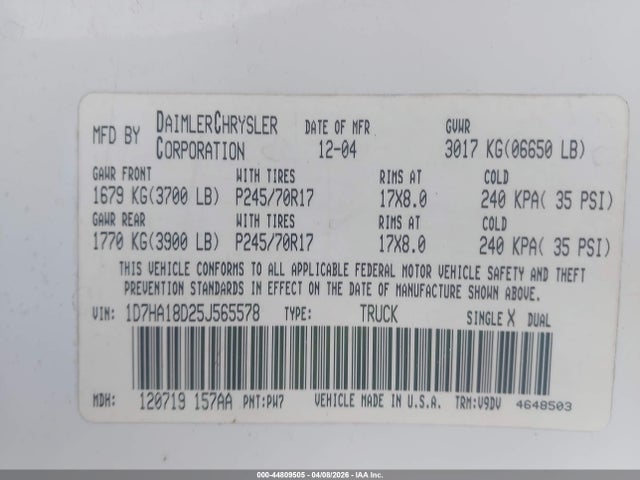 MFD BY DAIMLERCHRYSLER CORPORATION DATE OF MFR 12-04 GVWR 3017 KG(06650 LB)
GAWR FRONT WITH TIRES RIMS AT COLD
1679 KG(3700 LB) P245/70R17 17X8.0 240 KPA( 35 PSI)
GAWR REAR WITH TIRES RIMS AT COLD
1770 KG(3900 LB) P245/70R17 17X8.0 240 KPA( 35 PSI)
THIS VEHICLE CONFORMS TO ALL APPLICABLE FEDERAL MOTOR VEHICLE SAFETY AND THEFT
PREVENTION STANDARDS IN EFFECT ON THE DATE OF MANUFACTURE SHOWN ABOVE.
VIN: 1D7HA18D25J565578 TYPE: TRUCK SINGLE X DUAL
MDH: 120719 157AA PNT:PW7 VEHICLE MADE IN U.S.A. TRM:V9DV 4648503
000-44809505 - 04/08/2026 - IAA Inc.